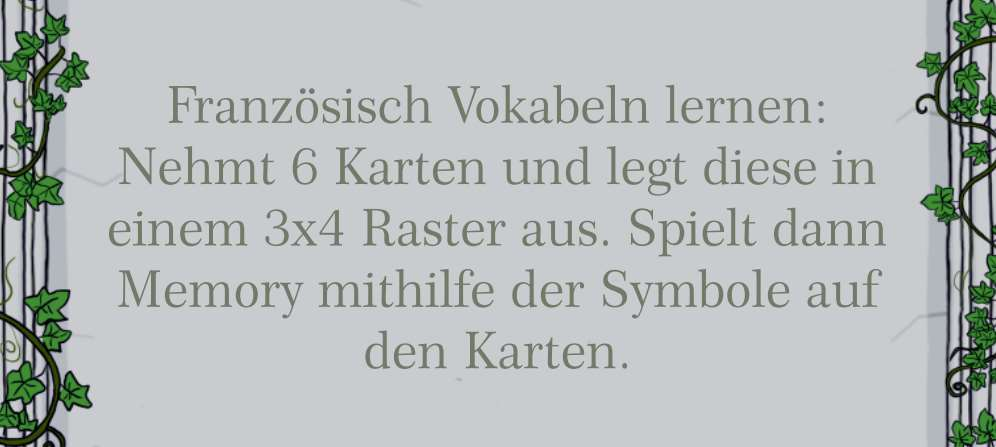 Französisch Vokabeln lernen:
Nehmt 6 Karten und legt diese in
einem 3x4 Raster aus. Spielt dann
Memory mithilfe der Symbole auf
den Karten.